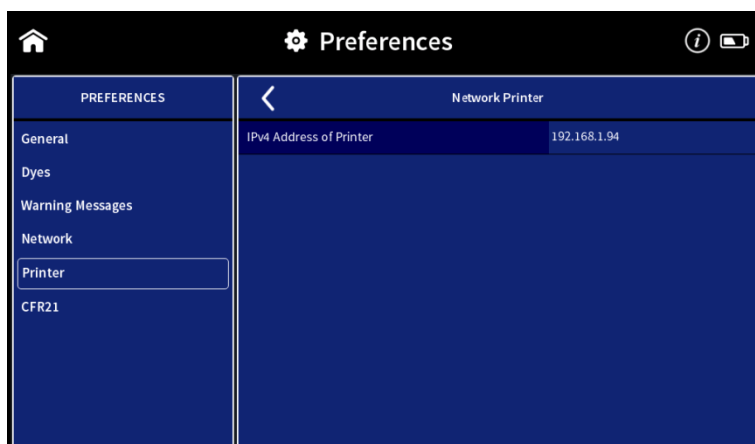 Preferences
i
PREFERENCES
General
Dyes
Warning Messages
Network
Printer
CFR21
Network Printer
IPv4 Address of Printer 192.168.1.94